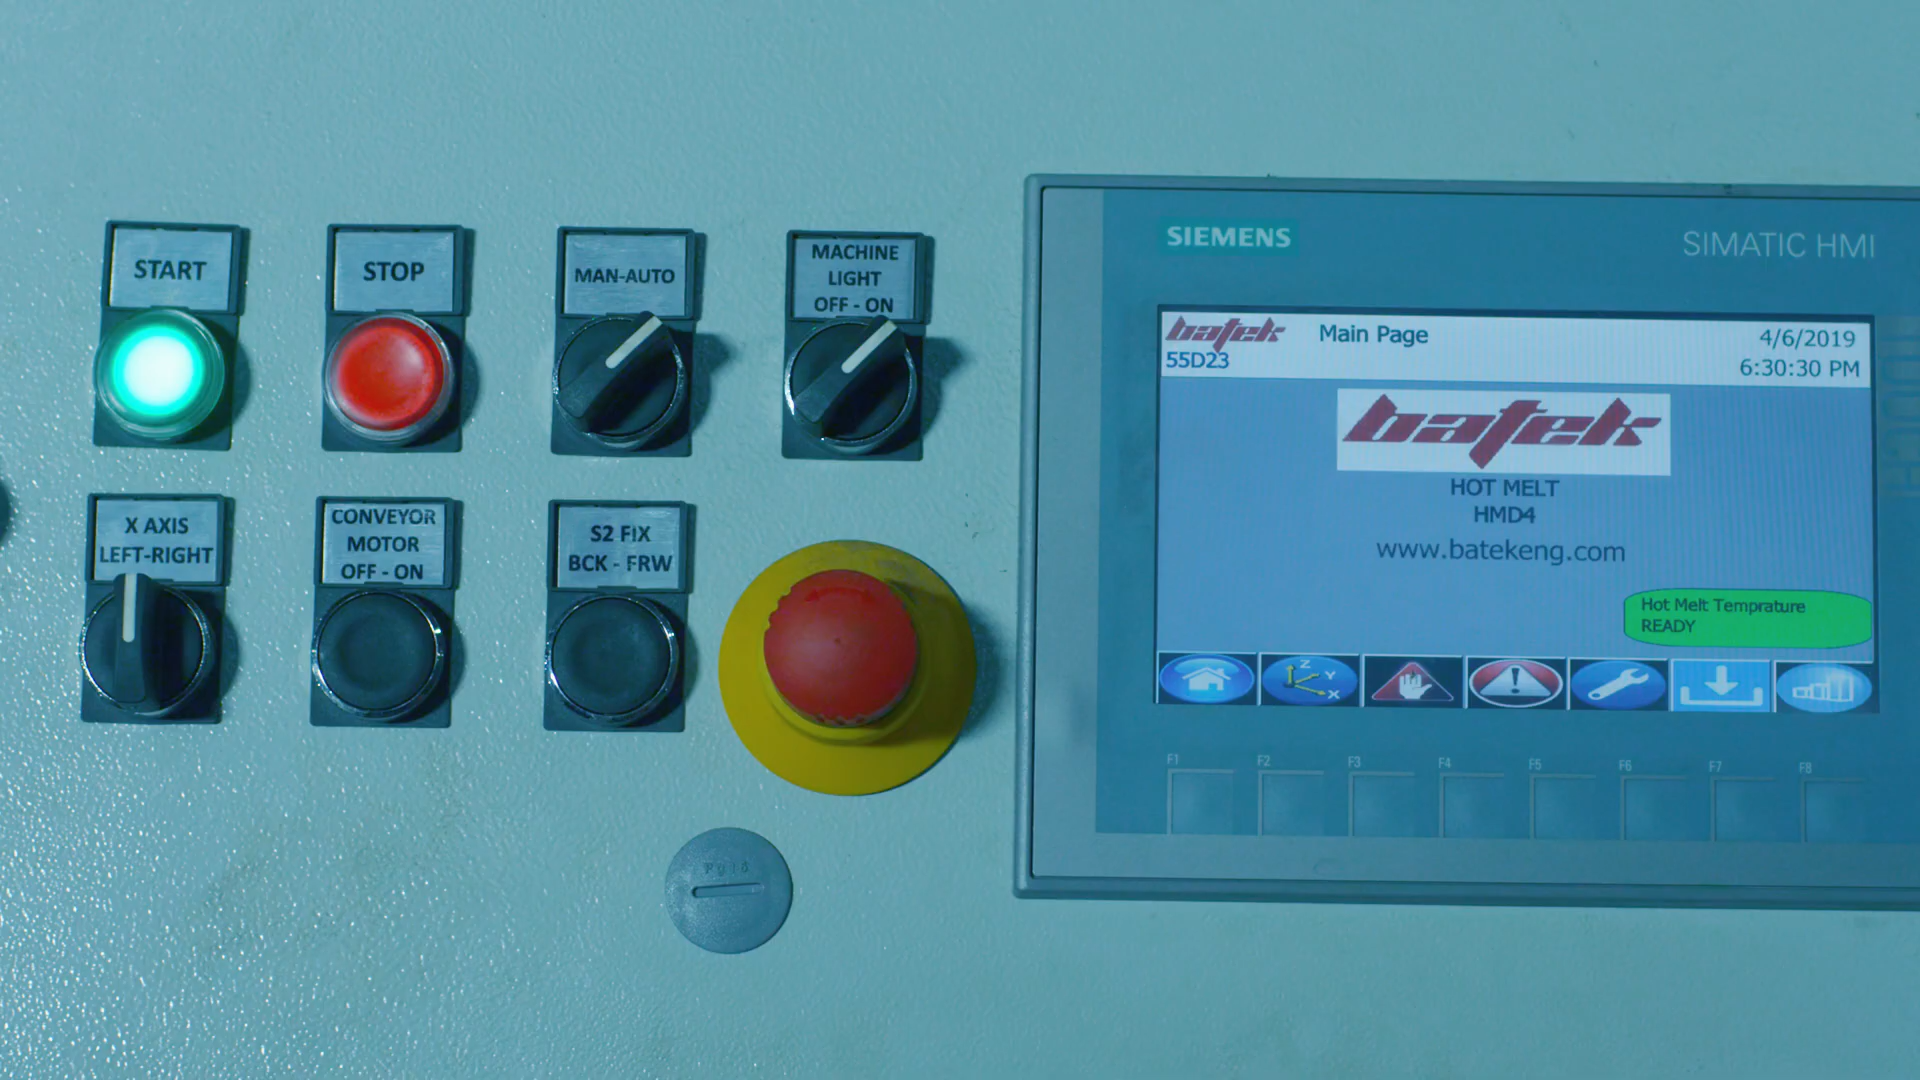 START
STOP
MAN-AUTO
MACHINE
LIGHT
OFF - ON
X AXIS
LEFT-RIGHT
CONVEYOR
MOTOR
OFF - ON
S2 FIX
BCK - FRW
SIEMENS
SIMATIC HMI
batek
Main Page
4/6/2019
55D23
6:30:30 PM
batek
HOT MELT
HMD4
www.batekeng.com
Hot Melt Temprature
READY
Z
Y
X
F1
F2
F3
F4
F5
F6
F7
F8